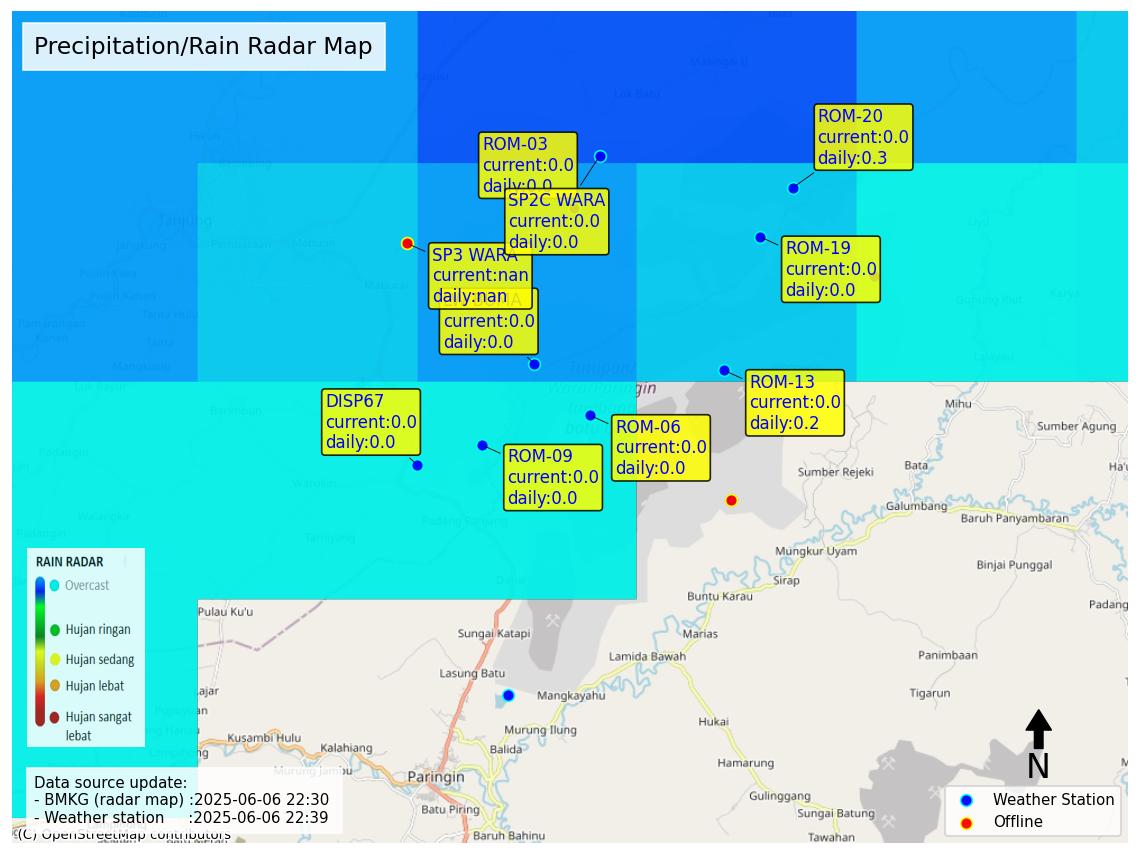 Precipitation/Rain Radar Map
ROM-20
current:0.0
daily:0.3
ROM-03
current:0.0
daily:0.0
SP2C WARA
current:0.0
daily:0.0
ROM-19
current:0.0
daily:0.0
SP3 WARA
current:nan
daily:nan
current:0.0
daily:0.0
ROM-13
current:0.0
daily:0.2
DISP67
current:0.0
daily:0.0
ROM-06
current:0.0
daily:0.0
ROM-09
current:0.0
daily:0.0
Tanjung
Mihu
Sumber Agung
Sumber Rejeki
Bata
Galumbang
Baruh Panyambaran
Mungkur Uyam
Binjai Punggal
Sirap
Buntu Karau
Padang
Pulau Ku'u
Sungai Katapi
Marias
Lamida Bawah
Panimbaan
Lasung Batu
Mangkayahu
Tigarun
Hukai
Murung Ilung
Kusambi Hulu
Kalahiang
Balida
Hamarung
Murung Jambu
Paringin
Gulinggang
Batu Piring
Sungai Batung
Baruh Bahinu
Tawahan
RAIN RADAR
Overcast
Hujan ringan
Hujan sedang
Hujan lebat
Hujan sangat
lebat
Data source update:
- BMKG (radar map) :2025-06-06 22:30
- Weather station :2025-06-06 22:39
(C) OpenStreetMap contributors
N
Weather Station
Offline